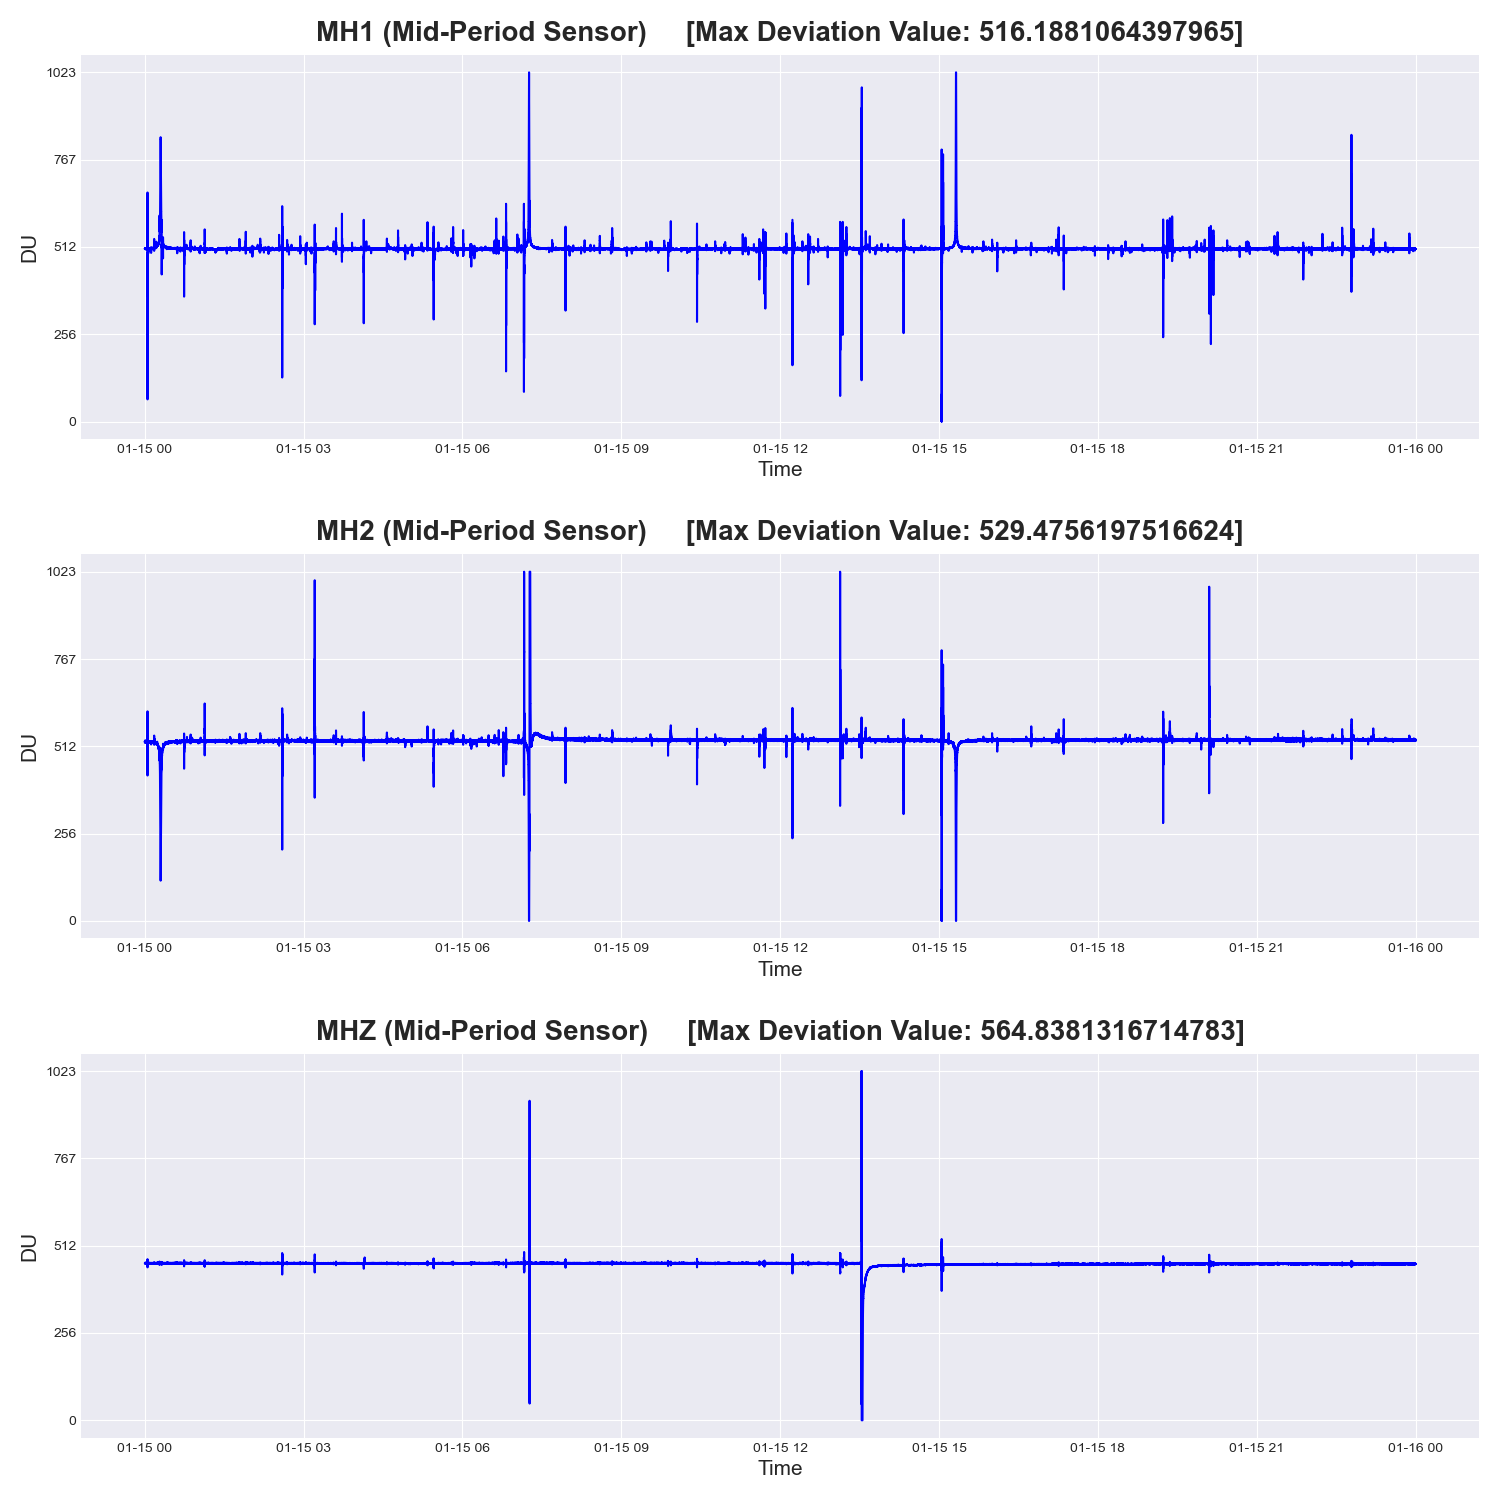 MH1 (Mid-Period Sensor) [Max Deviation Value: 516.1881064397965]
1023
767
512
256
0
DU
01-15 00 01-15 03 01-15 06 01-15 09 01-15 12 01-15 15 01-15 18 01-15 21 01-16 00
Time
MH2 (Mid-Period Sensor) [Max Deviation Value: 529.4756197516624]
1023
767
512
256
0
DU
01-15 00 01-15 03 01-15 06 01-15 09 01-15 12 01-15 15 01-15 18 01-15 21 01-16 00
Time
MHZ (Mid-Period Sensor) [Max Deviation Value: 564.8381316714783]
1023
767
512
256
0
DU
01-15 00 01-15 03 01-15 06 01-15 09 01-15 12 01-15 15 01-15 18 01-15 21 01-16 00
Time